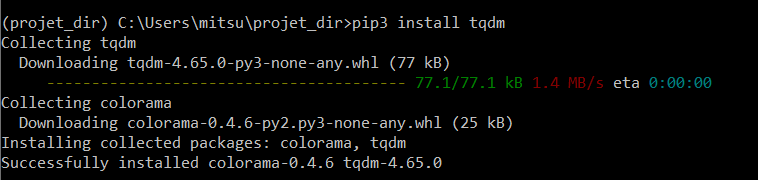 (projet_dir) C:\Users\mitsu\projet_dir>pip3 install tqdm
Collecting tqdm
  Downloading tqdm-4.65.0-py3-none-any.whl (77 kB)
     ---------------------------------------- 77.1/77.1 kB 1.4 MB/s eta 0:00:00
Collecting colorama
  Downloading colorama-0.4.6-py2.py3-none-any.whl (25 kB)
Installing collected packages: colorama, tqdm
Successfully installed colorama-0.4.6 tqdm-4.65.0